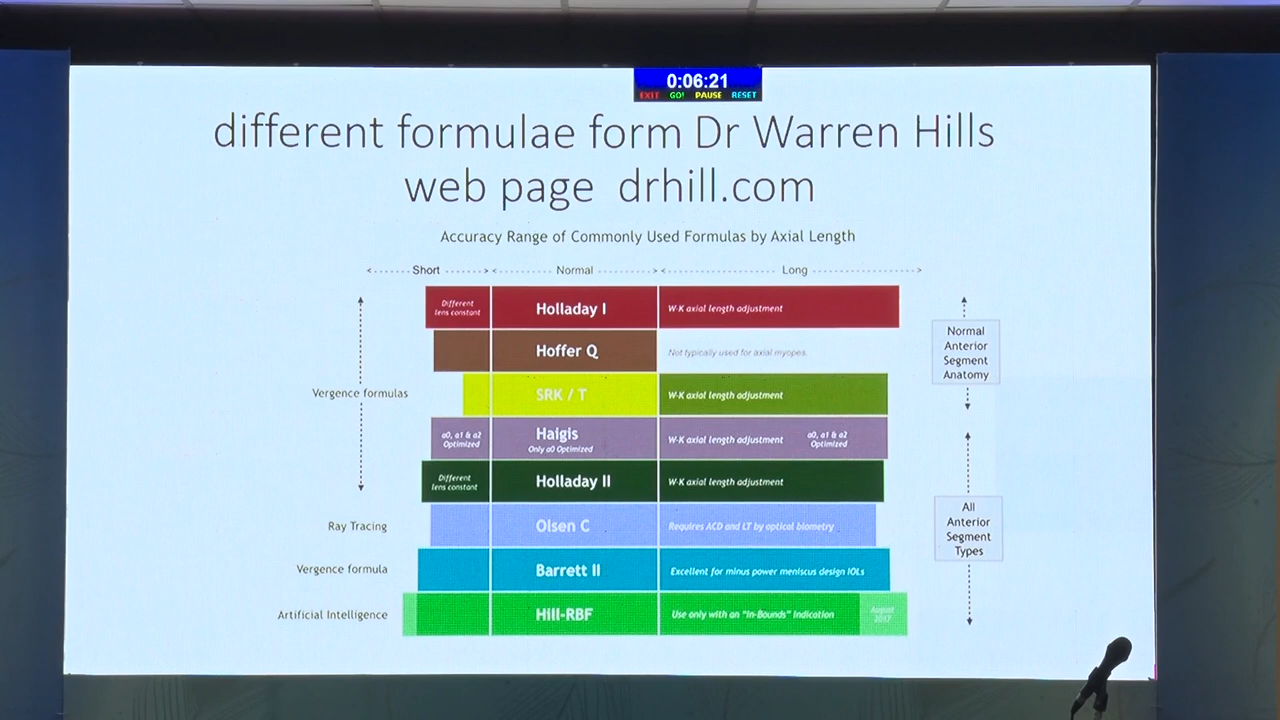 0:06:21
EXIT GO! PAUSE RESET
different formulae form Dr Warren Hills
web page drhill.com
Accuracy Range of Commonly Used Formulas by Axial Length
Short Normal Long
Different
lens constant
Holladay I
W-K axial length adjustment
Hoffer Q
Not typically used for axial myopes.
Normal
Anterior
Segment
Anatomy
Vergence formulas
SRK / T
W-K axial length adjustment
a0, a1 & a2
Optimized
Haigis
Only a0 Optimized
W-K axial length adjustment
a0, a1 & a2
Optimized
Different
lens constant
Holladay II
W-K axial length adjustment
Ray Tracing
Olsen C
Requires ACD and LT by optical biometry
All
Anterior
Segment
Types
Vergence formula
Barrett II
Excellent for minus power meniscus design IOLs
Artificial Intelligence
Hill-RBF
Use only with an "In-Bounds" indication
August
2017